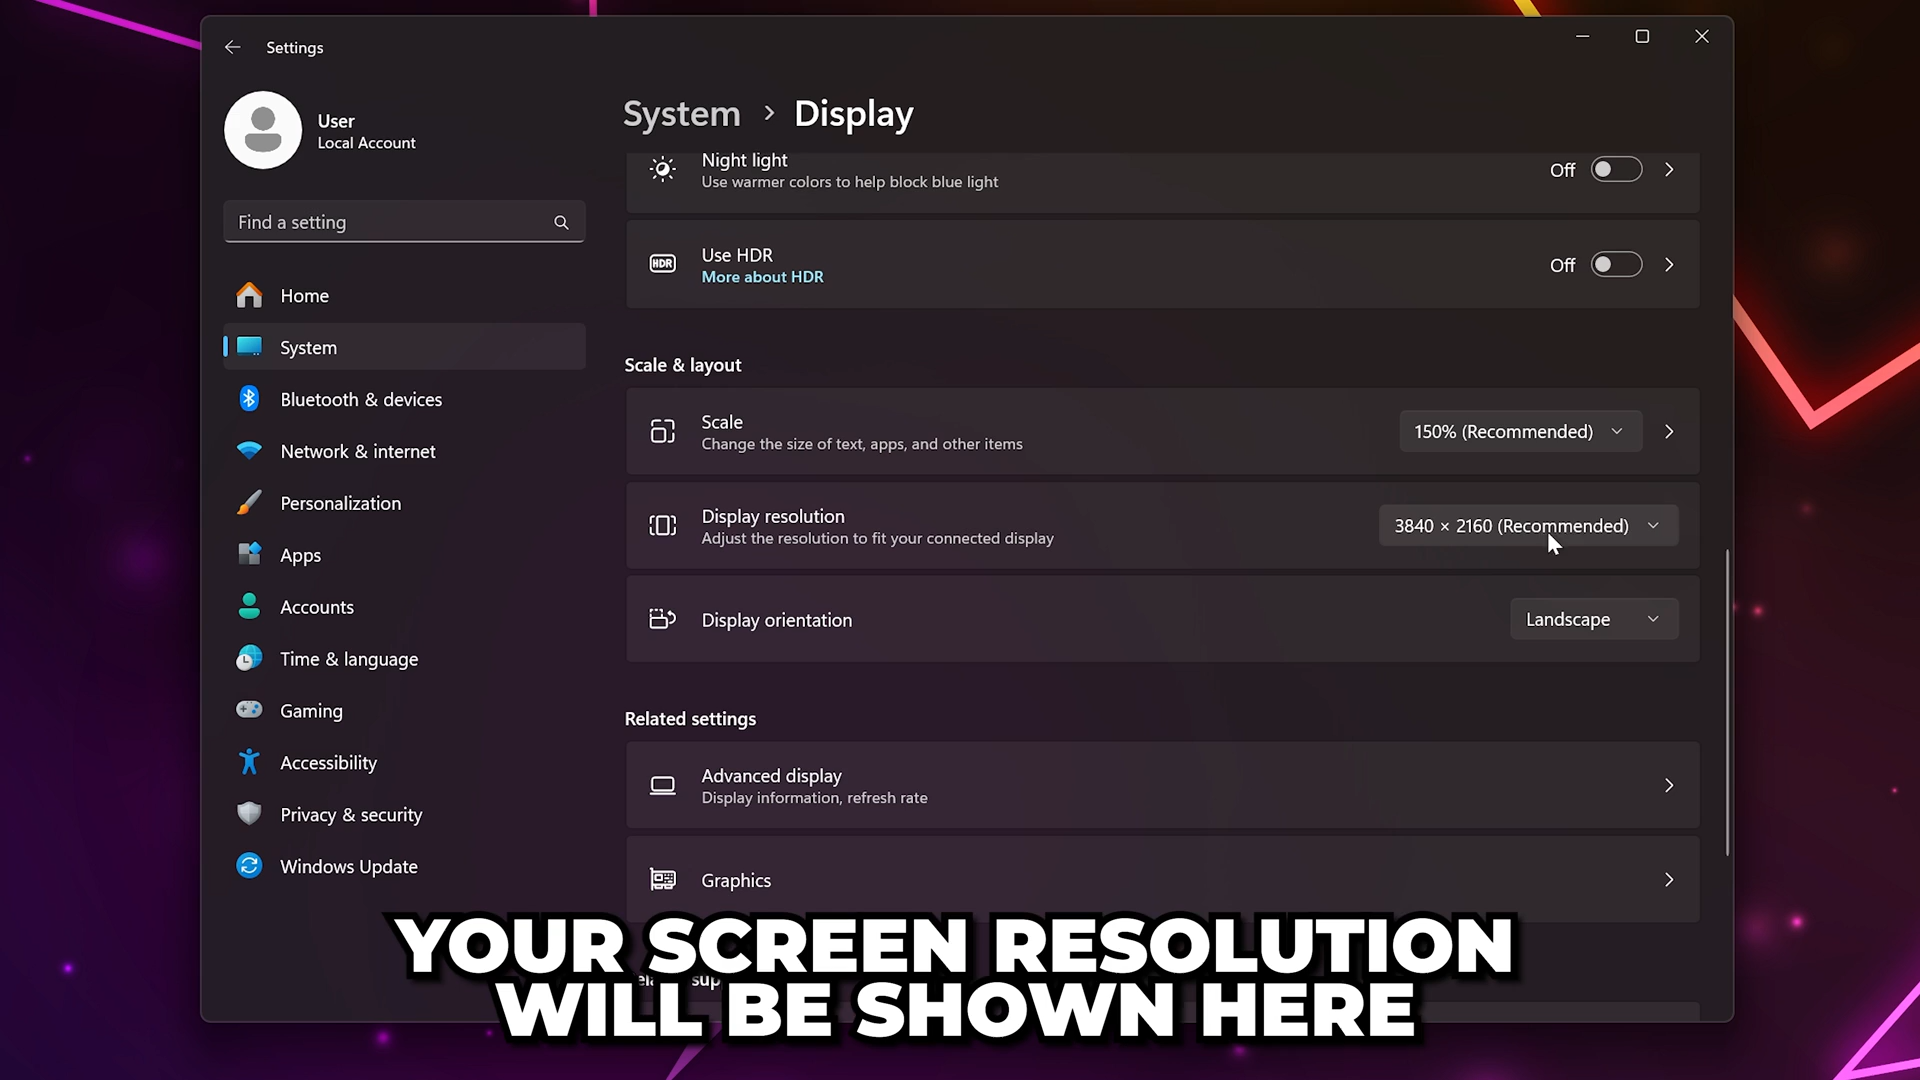 Settings
User
Local Account
Find a setting
Home
System
Bluetooth & devices
Network & internet
Personalization
Apps
Accounts
Time & language
Gaming
Accessibility
Privacy & security
Windows Update
System > Display
Night light
Use warmer colors to help block blue light
Off
HDR
Use HDR
More about HDR
Off
Scale & layout
Scale
Change the size of text, apps, and other items
150% (Recommended)
Display resolution
Adjust the resolution to fit your connected display
3840 × 2160 (Recommended)
Display orientation
Landscape
Related settings
Advanced display
Display information, refresh rate
Graphics
YOUR SCREEN RESOLUTION
WILL BE SHOWN HERE